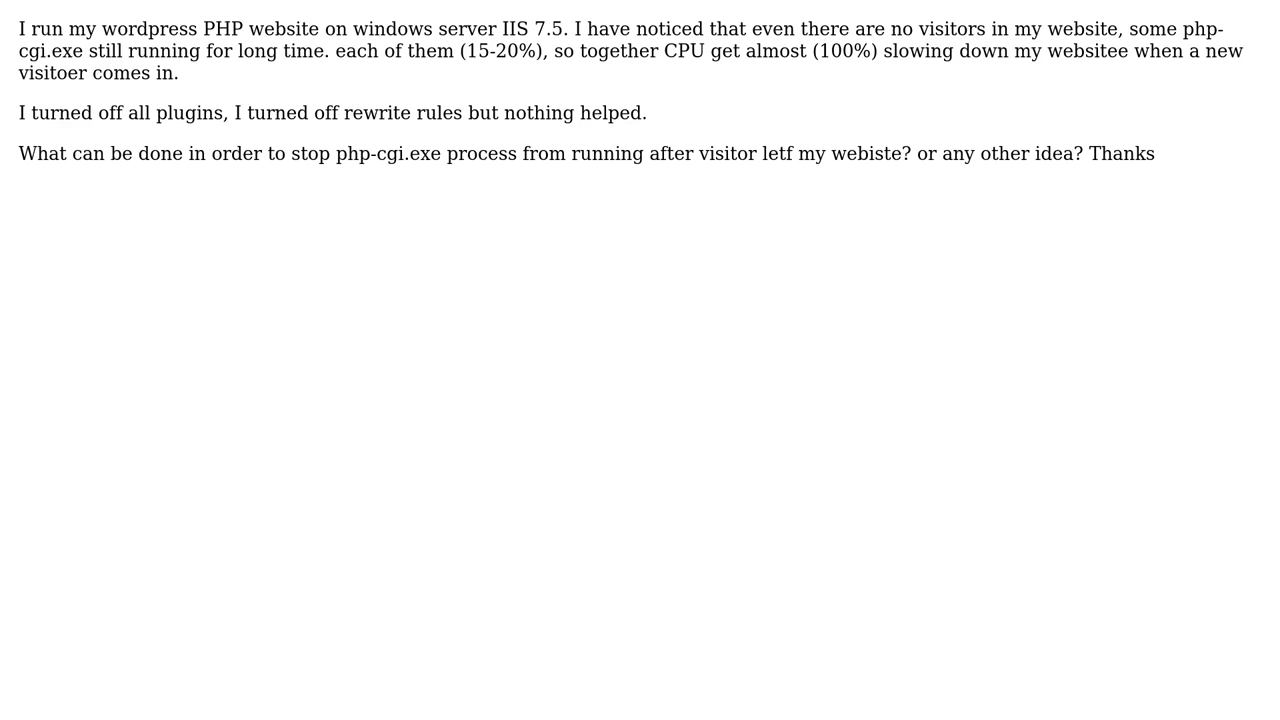 I run my wordpress PHP website on windows server IIS 7.5. I have noticed that even there are no visitors in my website, some php-
cgi.exe still running for long time. each of them (15-20%), so together CPU get almost (100%) slowing down my websitee when a new
visitoer comes in.
I turned off all plugins, I turned off rewrite rules but nothing helped.
What can be done in order to stop php-cgi.exe process from running after visitor letf my webiste? or any other idea? Thanks